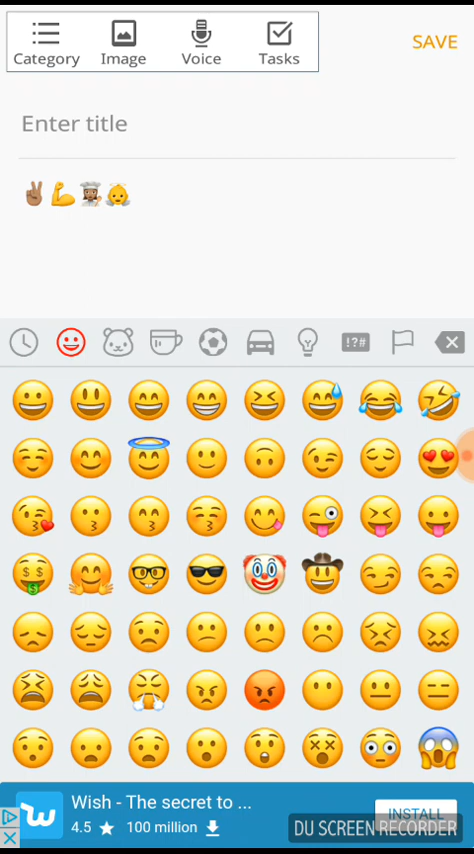 Category Image Voice Tasks
SAVE
Enter title
!?#
Wish - The secret to ...
4.5 100 million
INSTALL
DU SCREEN RECORDER